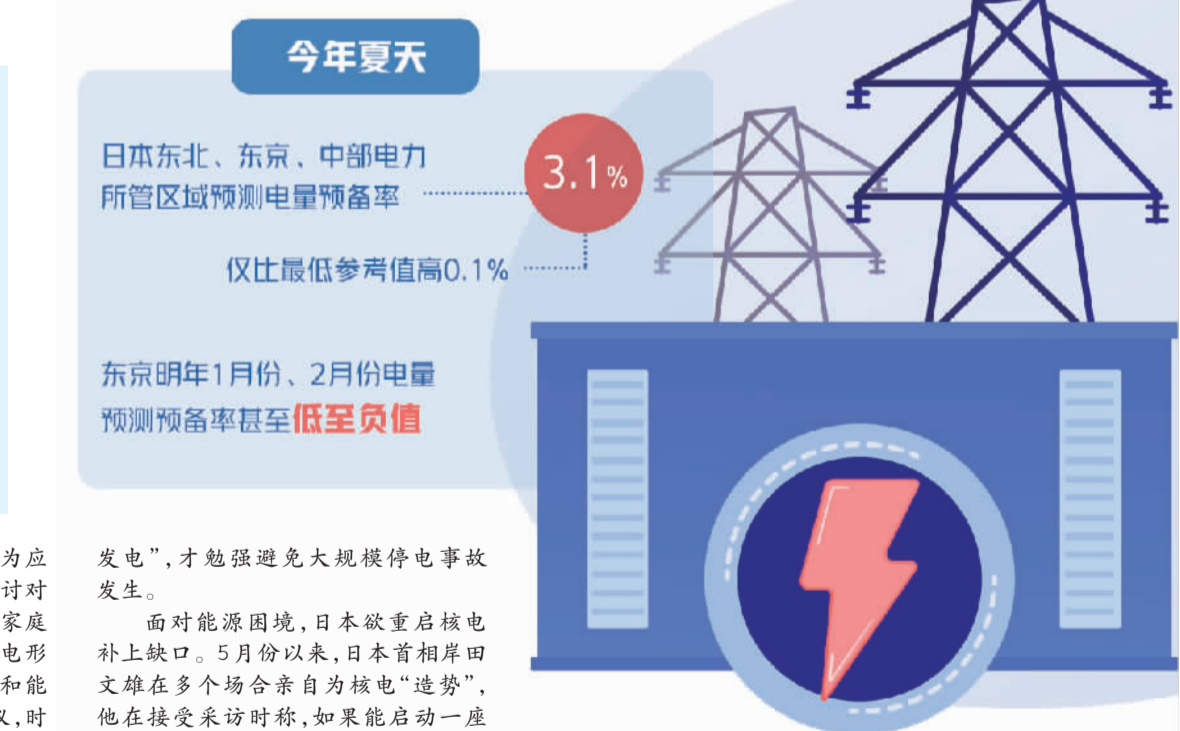 今年夏天
日本东北、东京、中部电力
所管区域预测电量预备率
3.1%
仅比最低参考值高0.1%
东京明年1月份、2月份电量
预测预备率甚至低至负值
为应
讨对
家庭
电形
和能
义,时
发电”,才勉强避免大规模停电事故
发生。
面对能源困境,日本欲重启核电
补上缺口。5月份以来,日本首相岸田
文雄在多个场合亲自为核电“造势”,
他在接受采访时称,如果能启动一座